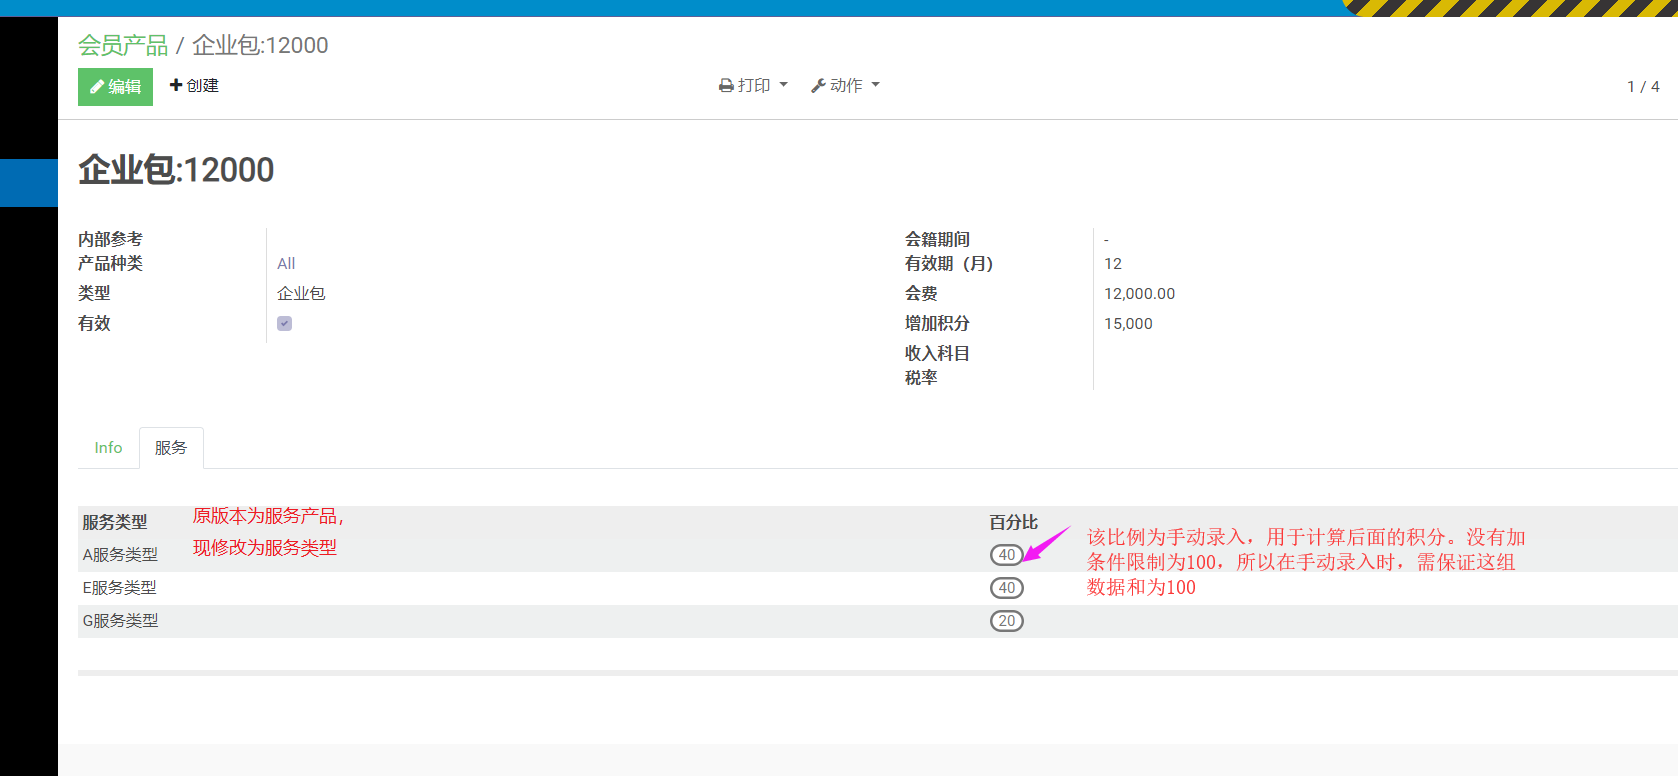 会员产品 / 企业包:12000
编辑 创建 打印 动作 1 / 4
企业包:12000
内部参考
产品种类 All
类型 企业包
有效
会籍期间 -
有效期（月） 12
会费 12,000.00
增加积分 15,000
收入科目
税率
Info 服务
服务类型 百分比
A服务类型 40
E服务类型 40
G服务类型 20
原版本为服务产品，
现修改为服务类型
该比例为手动录入，用于计算后面的积分。没有加
条件限制为100，所以在手动录入时，需保证这组
数据和为100